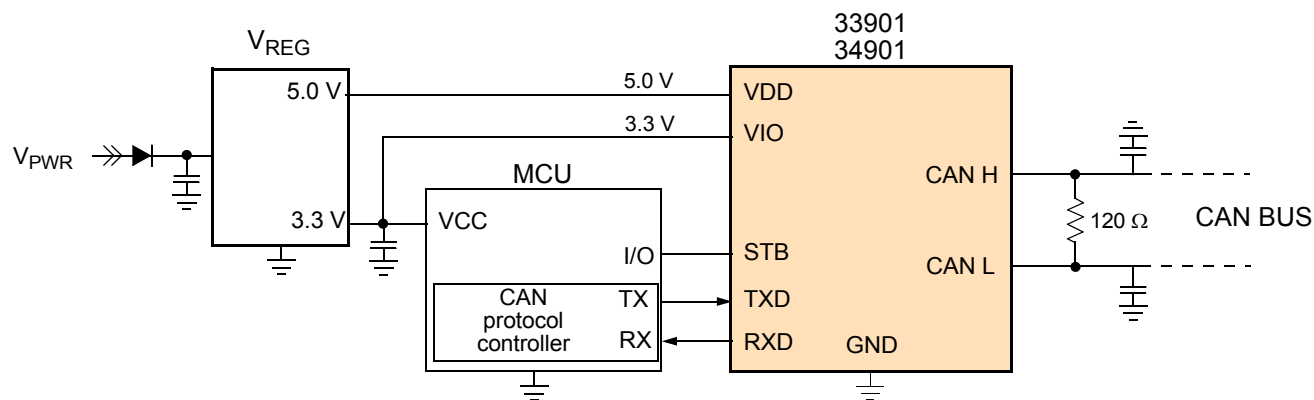 33901
34901
VREG
5.0 V
5.0 V
VDD
3.3 V
VIO
VPWR
MCU
CAN H
3.3 V
VCC
120 Ω
CAN BUS
I/O
STB
CAN L
CAN
protocol
controller
TX
TXD
RX
RXD
GND